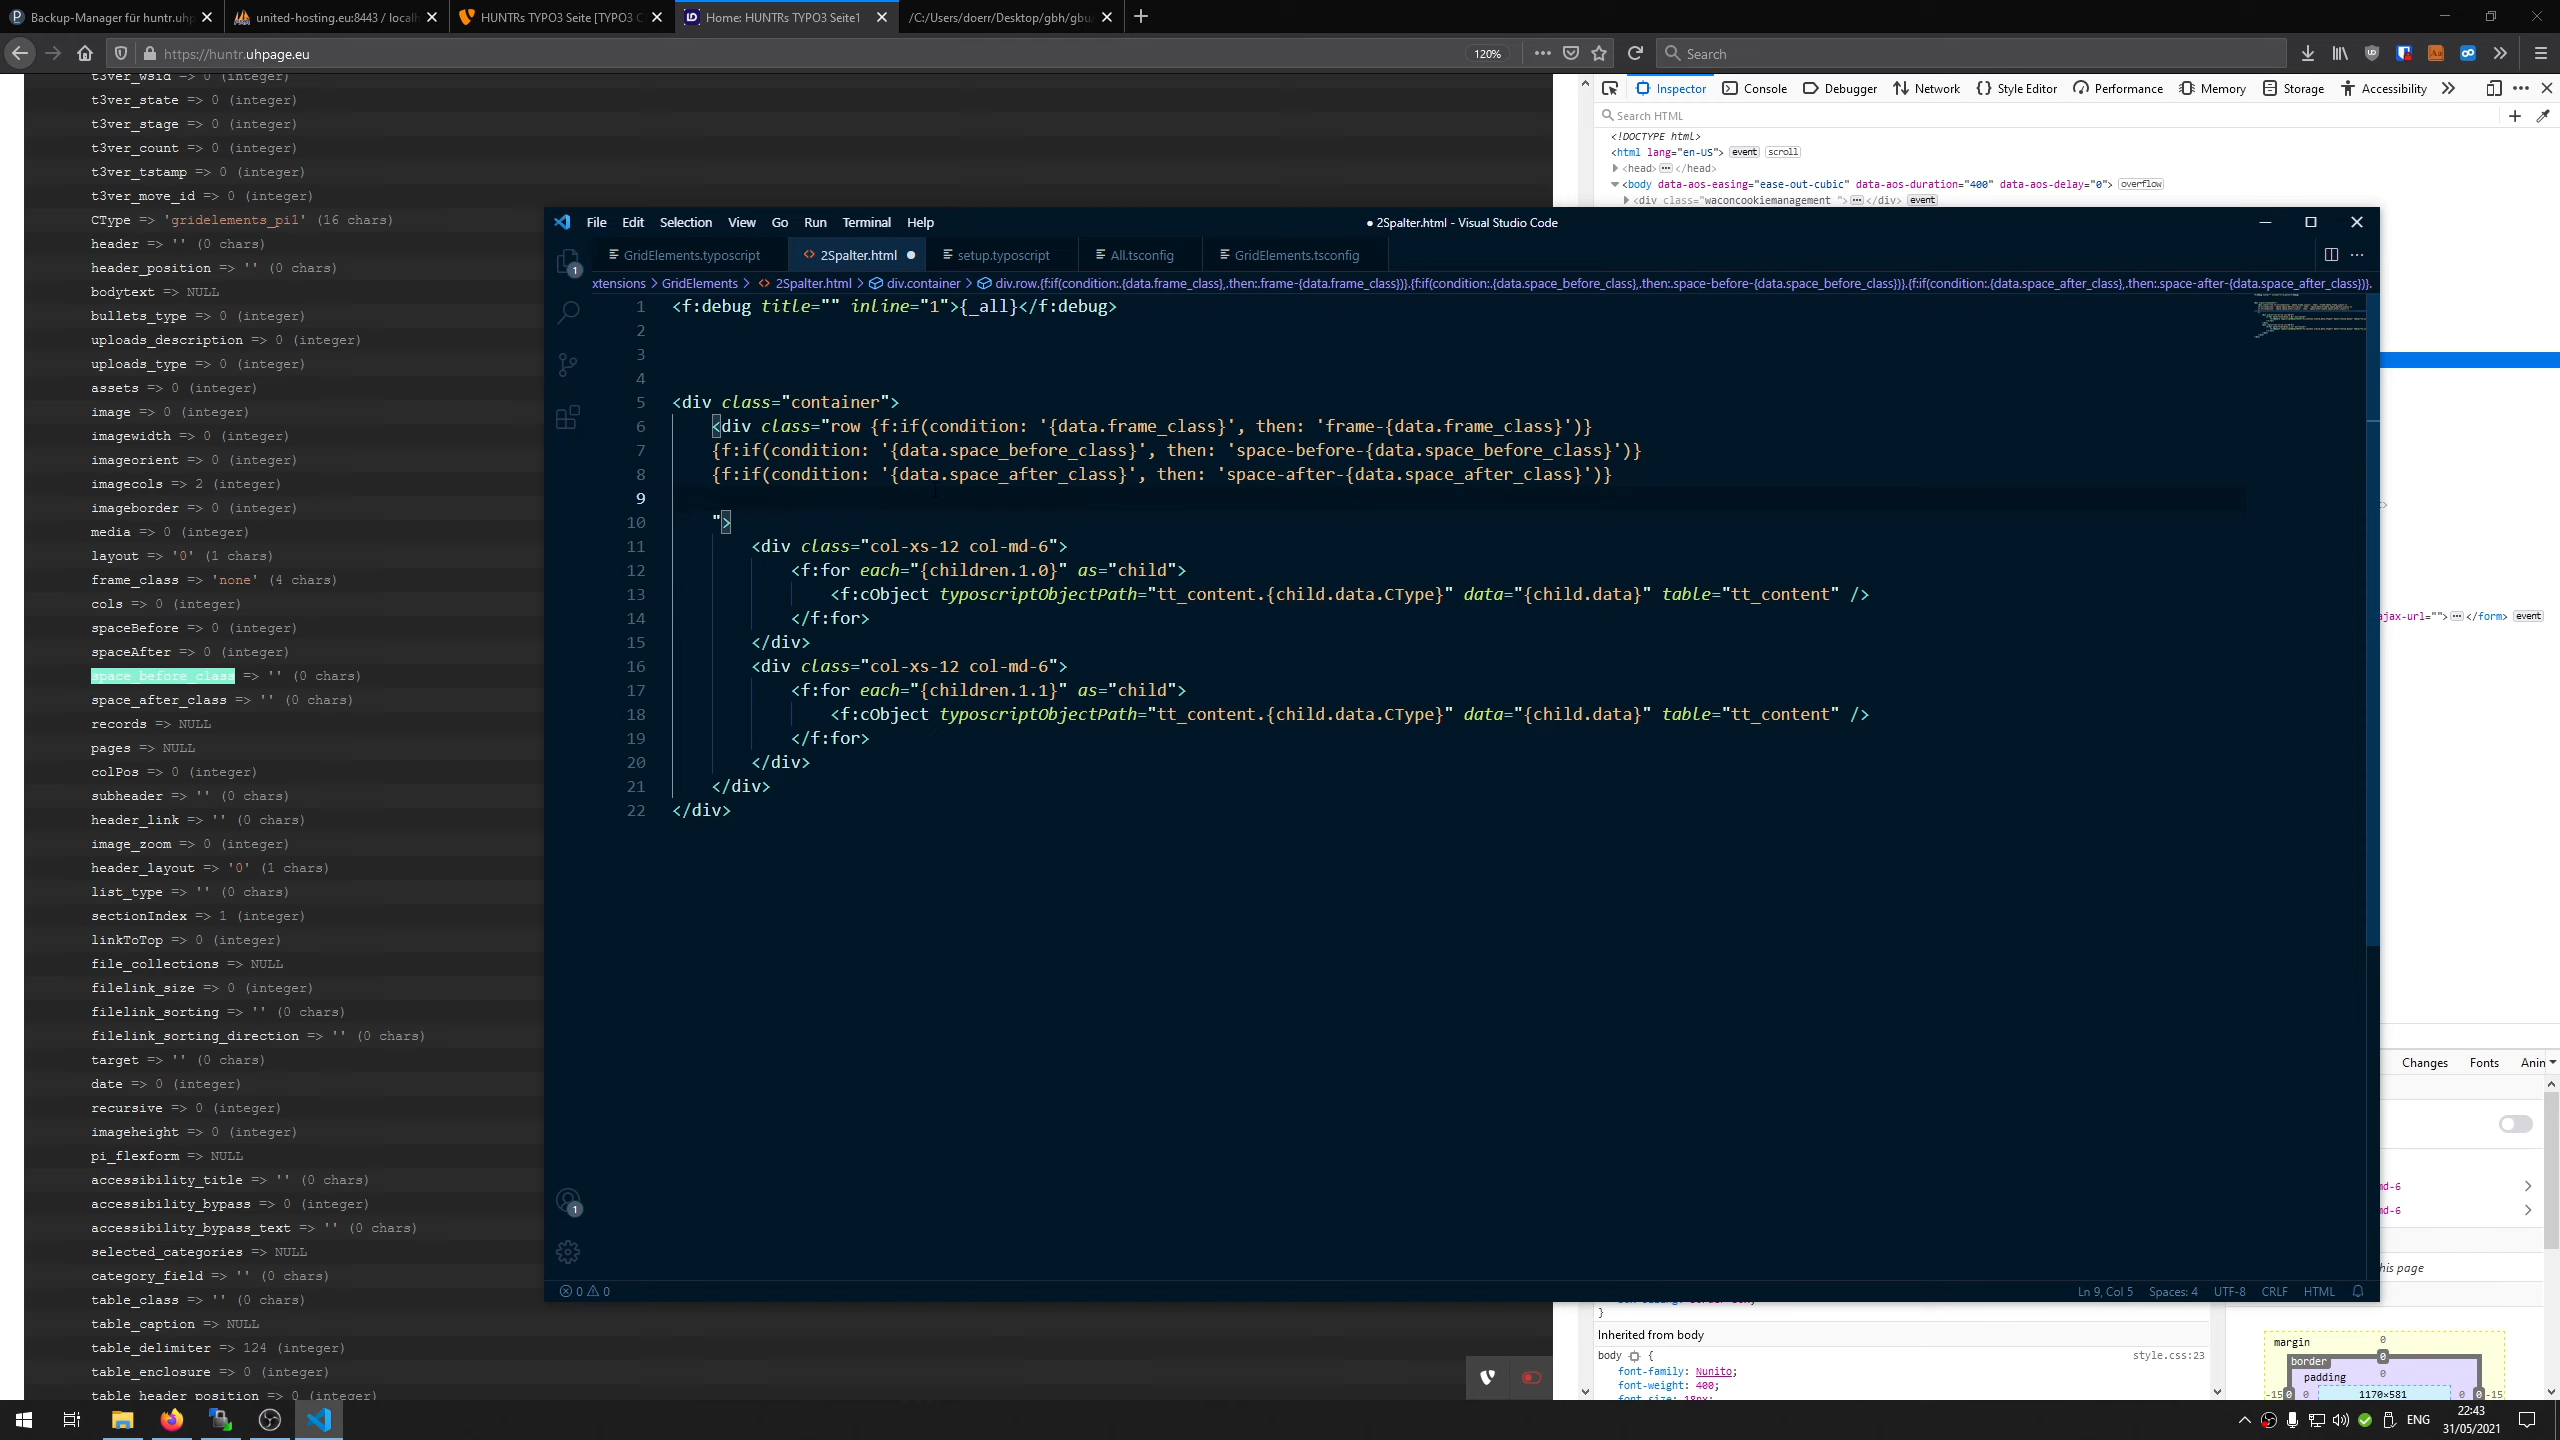 Backup-Manager für huntr.uhp
united-hosting.eu:8443 / localh
HUNTRs TYPO3 Seite [TYPO3 C
Home: HUNTRs TYPO3 Seite1
/C:/Users/doerr/Desktop/gbh/gbu
https://huntr.uhpage.eu
120%
Search
t3ver_wsid => 0 (integer)
t3ver_state => 0 (integer)
t3ver_stage => 0 (integer)
t3ver_count => 0 (integer)
t3ver_tstamp => 0 (integer)
t3ver_move_id => 0 (integer)
CType => 'gridelements_pi1' (16 chars)
header => '' (0 chars)
header_position => '' (0 chars)
bodytext => NULL
bullets_type => 0 (integer)
uploads_description => 0 (integer)
uploads_type => 0 (integer)
assets => 0 (integer)
image => 0 (integer)
imagewidth => 0 (integer)
imageorient => 0 (integer)
imagecols => 2 (integer)
imageborder => 0 (integer)
media => 0 (integer)
layout => '0' (1 chars)
frame_class => 'none' (4 chars)
cols => 0 (integer)
spaceBefore => 0 (integer)
spaceAfter => 0 (integer)
space_before_class => '' (0 chars)
space_after_class => '' (0 chars)
records => NULL
pages => NULL
colPos => 0 (integer)
subheader => '' (0 chars)
header_link => '' (0 chars)
image_zoom => 0 (integer)
header_layout => '0' (1 chars)
list_type => '' (0 chars)
sectionIndex => 1 (integer)
linkToTop => 0 (integer)
file_collections => NULL
filelink_size => 0 (integer)
filelink_sorting => '' (0 chars)
filelink_sorting_direction => '' (0 chars)
target => '' (0 chars)
date => 0 (integer)
recursive => 0 (integer)
imageheight => 0 (integer)
pi_flexform => NULL
accessibility_title => '' (0 chars)
accessibility_bypass => 0 (integer)
accessibility_bypass_text => '' (0 chars)
selected_categories => NULL
category_field => '' (0 chars)
table_class => '' (0 chars)
table_caption => NULL
table_delimiter => 124 (integer)
table_enclosure => 0 (integer)
table_header_position => 0 (integer)
Inspector Console Debugger Network Style Editor Performance Memory Storage Accessibility
Search HTML
<!DOCTYPE html>
<html lang="en-US"> event scroll
<head> </head>
<body data-aos-easing="ease-out-cubic" data-aos-duration="400" data-aos-delay="0"> overflow
<div class="waconcookiemanagement "> </div> event
File Edit Selection View Go Run Terminal Help
● 2Spalter.html - Visual Studio Code
GridElements.typoscript
<> 2Spalter.html ●
setup.typoscript
All.tsconfig
GridElements.tsconfig
xtensions > GridElements > <> 2Spalter.html > div.container > div.row.{f:if(condition:.{data.frame_class},.then:.frame-{data.frame_class})}.{f:if(condition:.{data.space_before_class},.then:.space-before-{data.space_before_class})}.{f:if(condition:.{data.space_after_class},.then:.space-after-{data.space_after_class})}.
1 <f:debug title="" inline="1">{_all}</f:debug>
2
3
4
5 <div class="container">
6 <div class="row {f:if(condition: '{data.frame_class}', then: 'frame-{data.frame_class}')}
7 {f:if(condition: '{data.space_before_class}', then: 'space-before-{data.space_before_class}')}
8 {f:if(condition: '{data.space_after_class}', then: 'space-after-{data.space_after_class}')}
9
10 ">
11 <div class="col-xs-12 col-md-6">
12 <f:for each="{children.1.0}" as="child">
13 <f:cObject typoscriptObjectPath="tt_content.{child.data.CType}" data="{child.data}" table="tt_content" />
14 </f:for>
15 </div>
16 <div class="col-xs-12 col-md-6">
17 <f:for each="{children.1.1}" as="child">
18 <f:cObject typoscriptObjectPath="tt_content.{child.data.CType}" data="{child.data}" table="tt_content" />
19 </f:for>
20 </div>
21 </div>
22 </div>
1
1
0 0
Ln 9, Col 5 Spaces: 4 UTF-8 CRLF HTML
ajax-url=""> </form> event
Changes Fonts Anin
md-6
md-6
his page
}
Inherited from body
body { style.css:23
font-family: Nunito;
font-weight: 400;
margin 0
border 0
padding 0
-15 0 0 1170×581 0 0 -15
ENG
22:43
31/05/2021